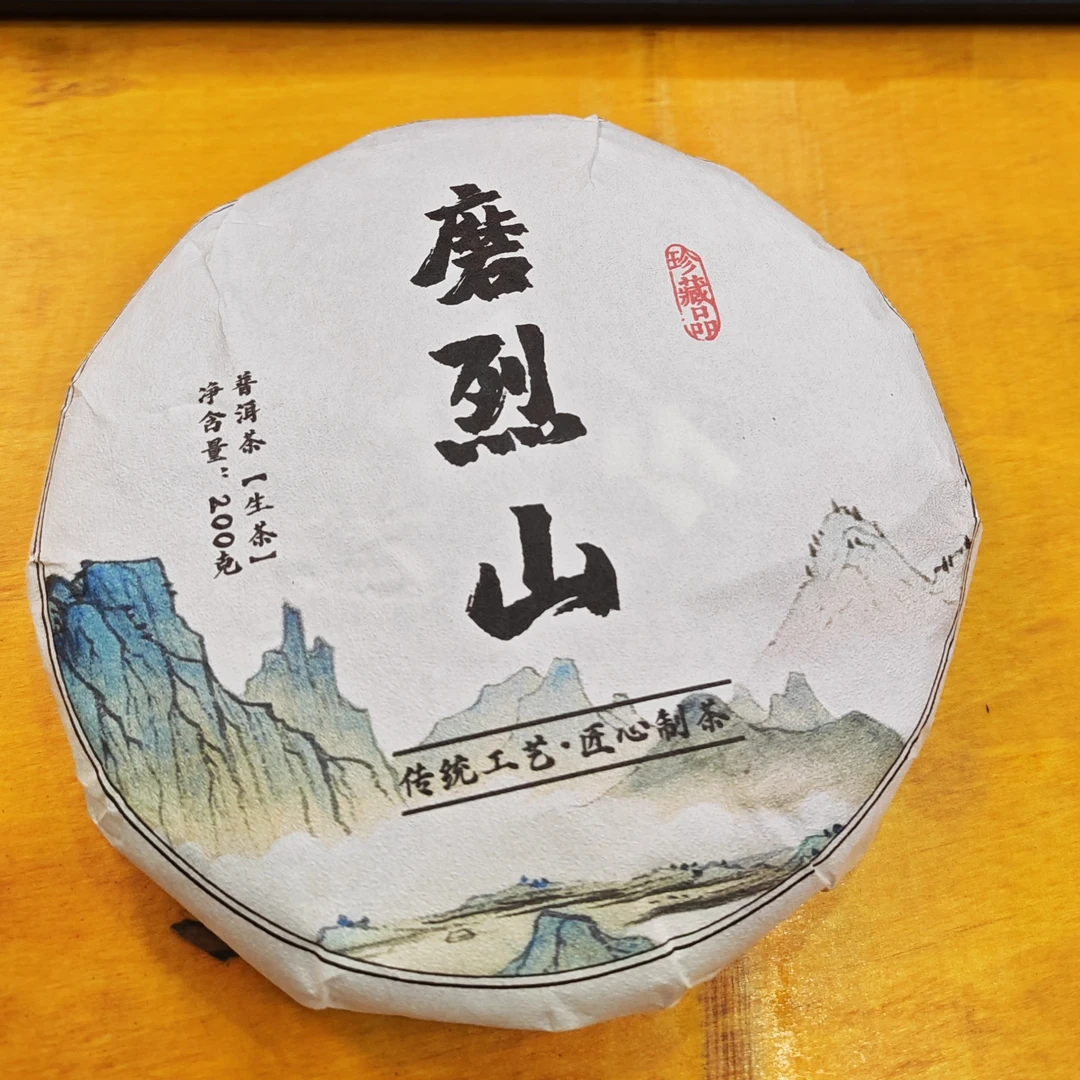 磨烈山
珍藏品
普洱茶【生茶】
净含量：200克
传统工艺·匠心制茶